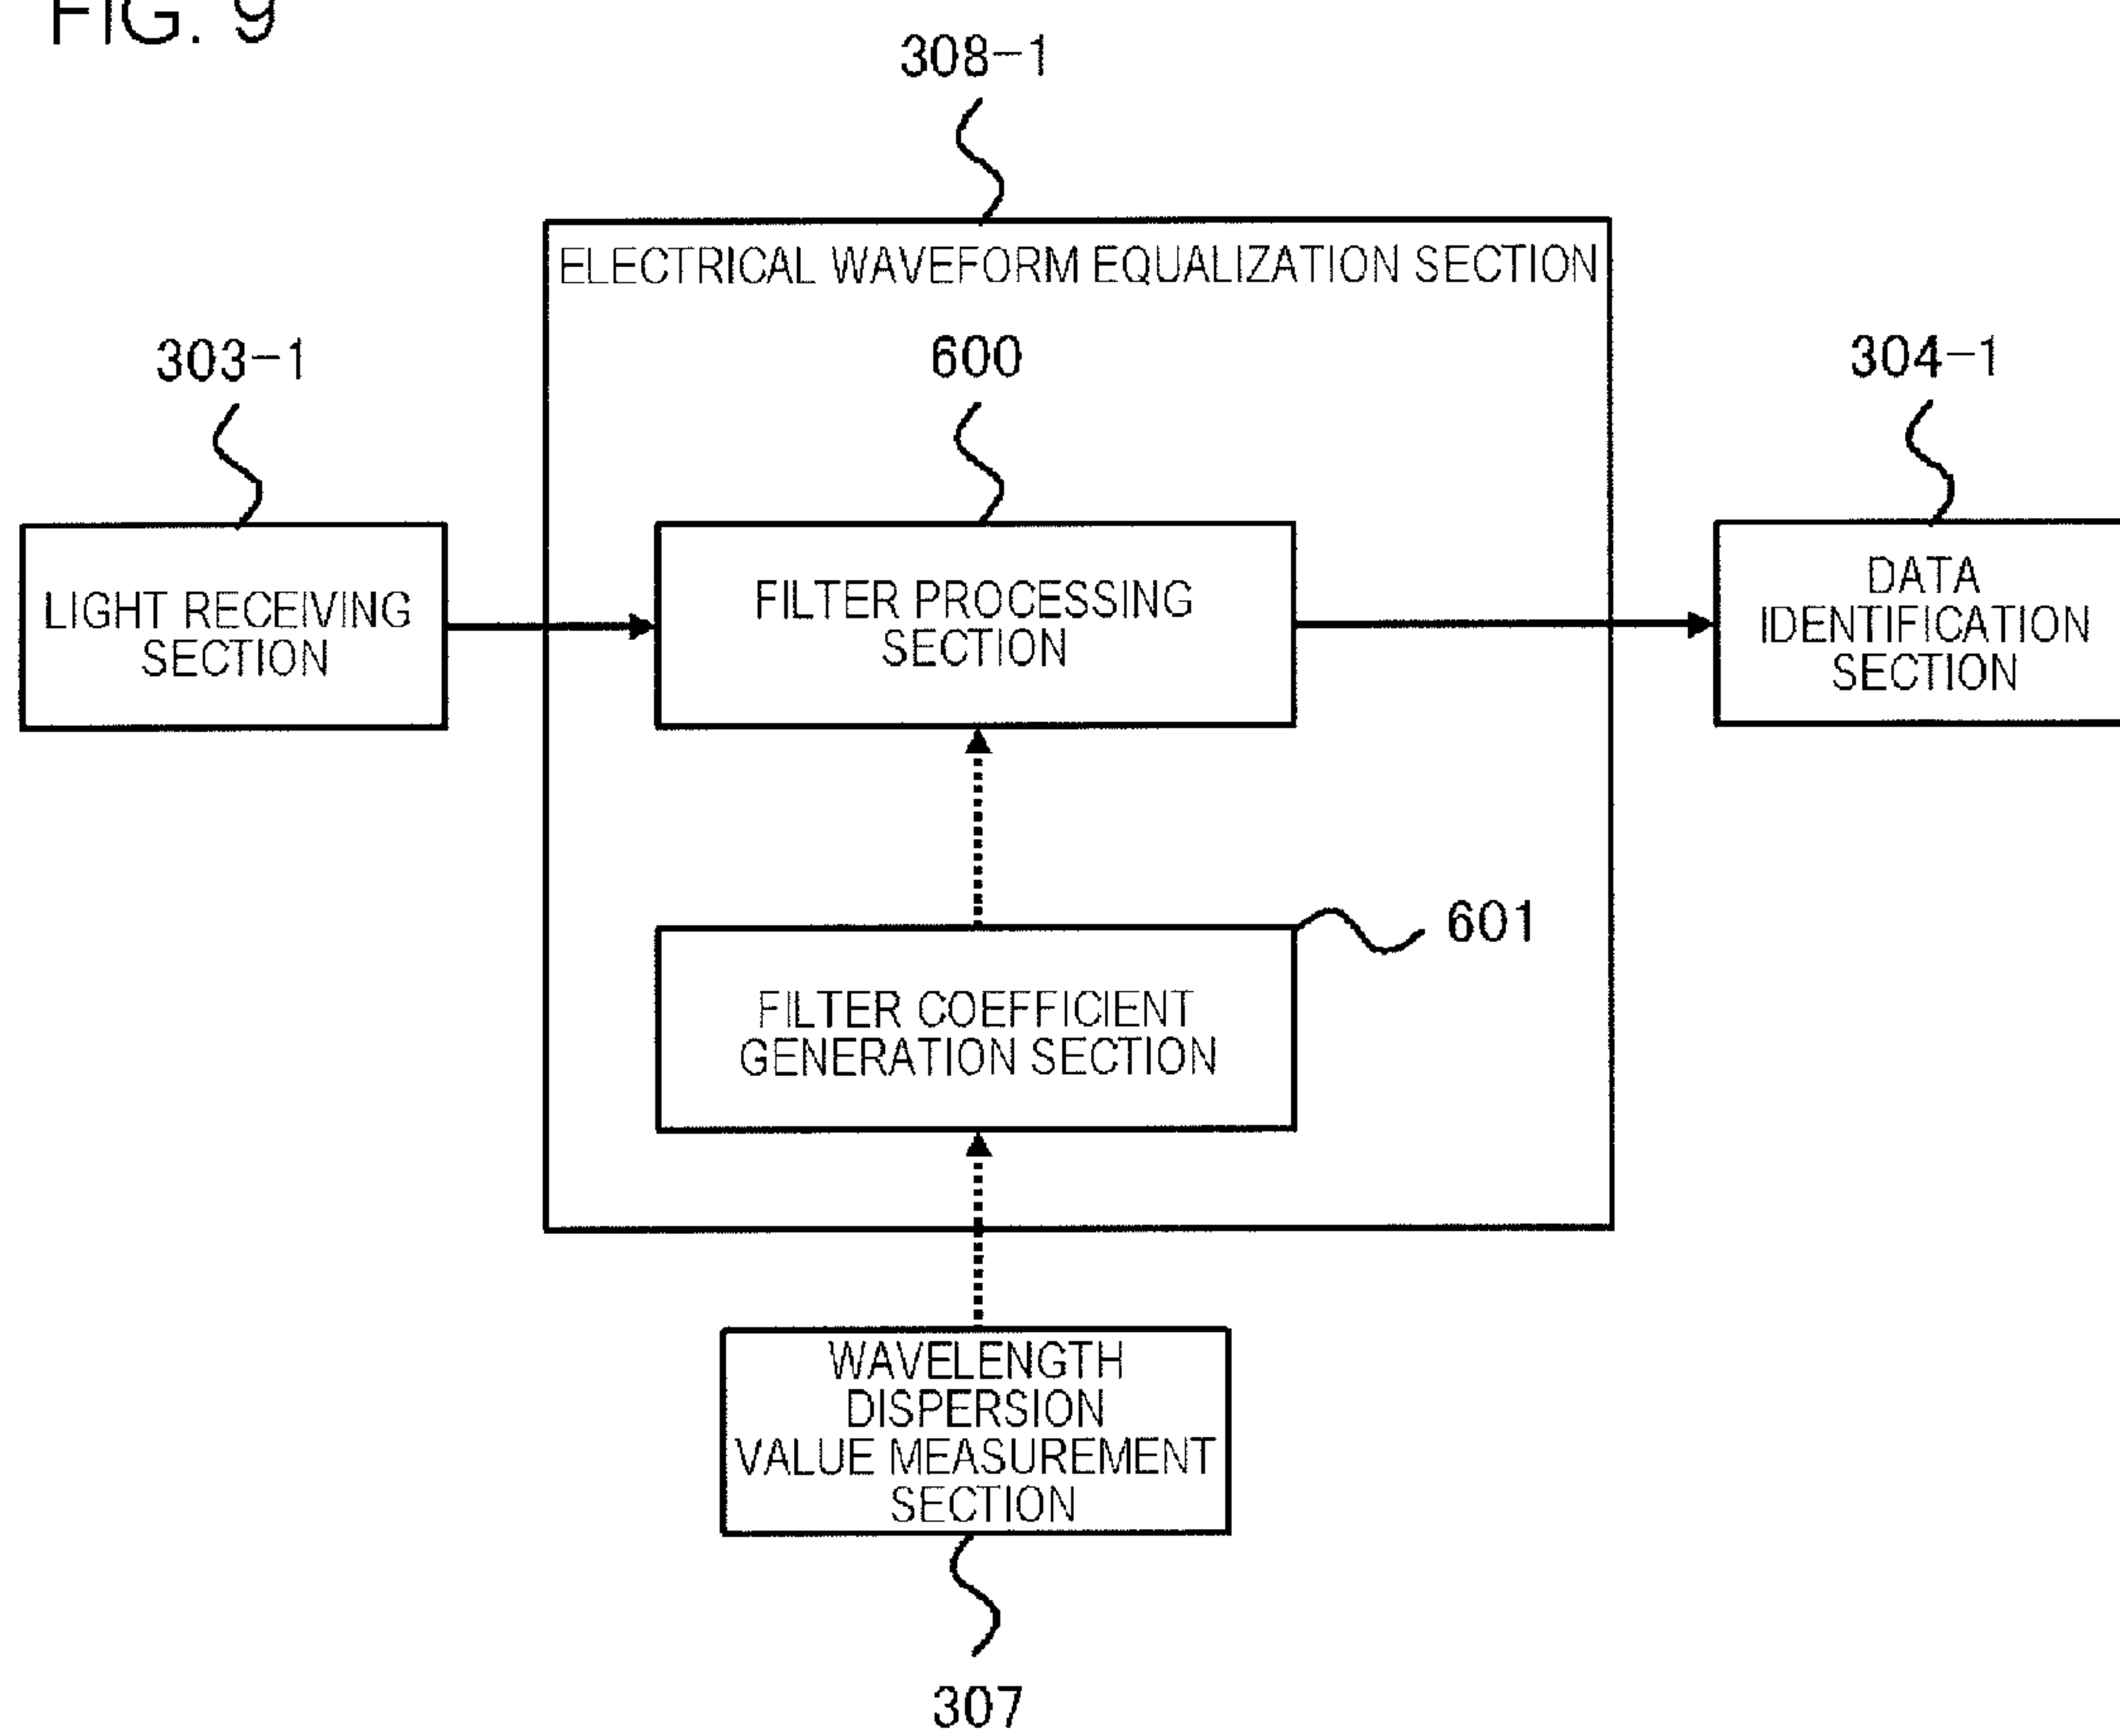 FIG. 9
308-1
ELECTRICAL WAVEFORM EQUALIZATION SECTION
303-1
600
304-1
LIGHT RECEIVING
SECTION
FILTER PROCESSING
SECTION
DATA
IDENTIFICATION
SECTION
601
FILTER COEFFICIENT
GENERATION SECTION
WAVELENGTH
DISPERSION
VALUE MEASUREMENT
SECTION
307